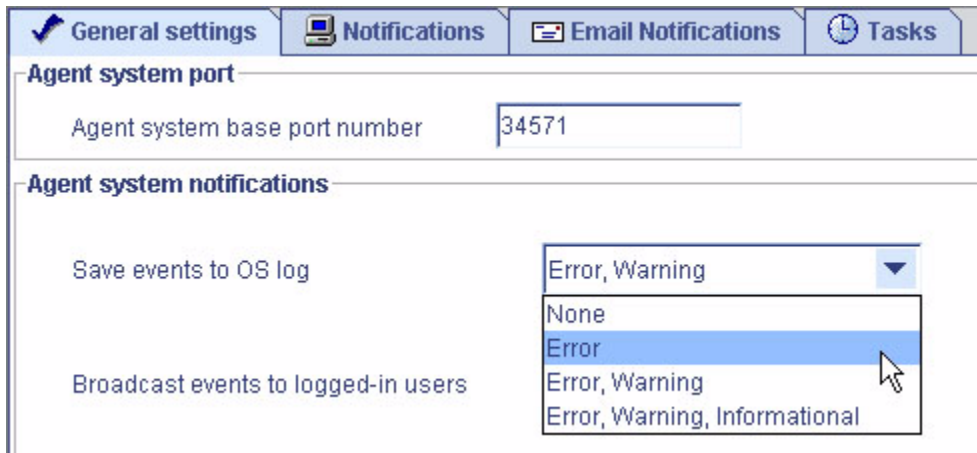 General settings
Notifications
Email Notifications
Tasks
Agent system port
Agent system base port number
34571
Agent system notifications
Save events to OS log
Error, Warning
None
Error
Error, Warning
Error, Warning, Informational
Broadcast events to logged-in users